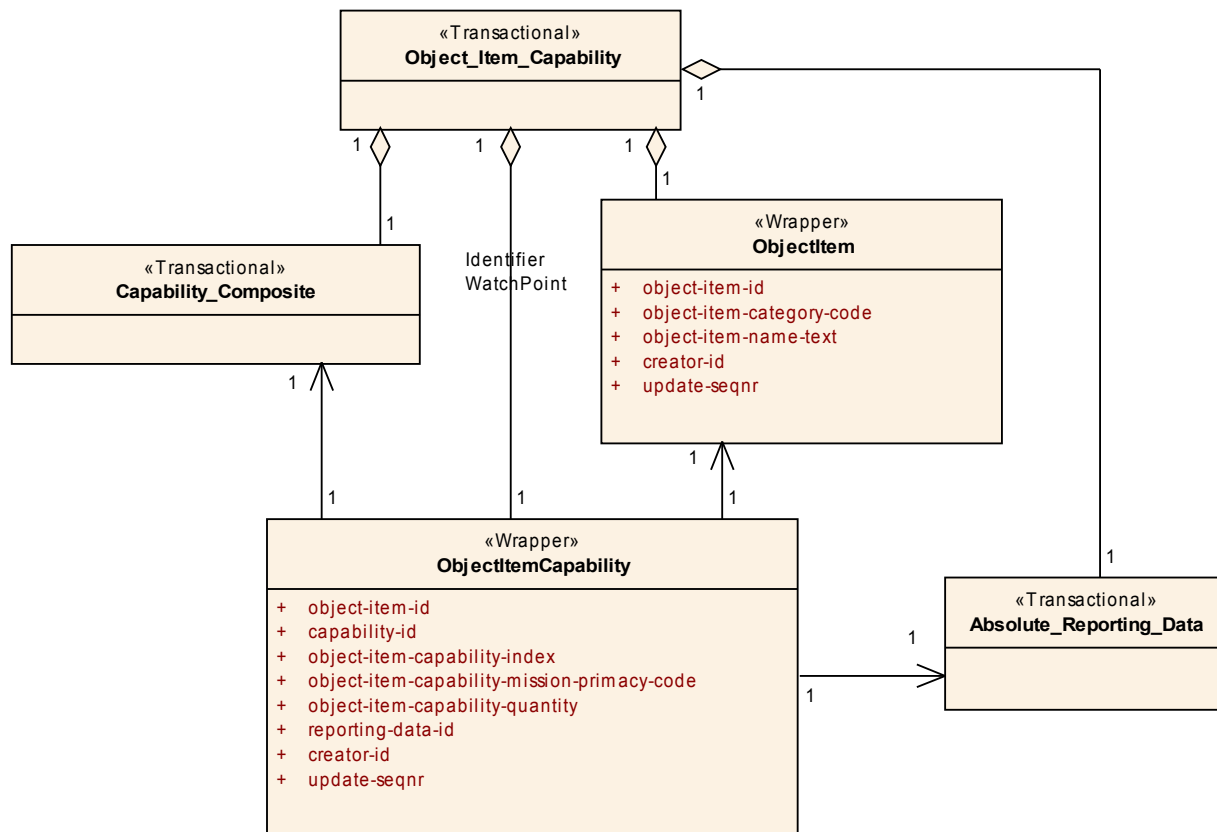 «Transactional»
Object_Item_Capability
1
1
1
1
1
1
1
«Wrapper»
ObjectItem
+ object-item-id
+ object-item-category-code
+ object-item-name-text
+ creator-id
+ update-seqnr
Identifier
WatchPoint
«Transactional»
Capability_Composite
1
1
1
1
1
«Wrapper»
ObjectItemCapability
+ object-item-id
+ capability-id
+ object-item-capability-index
+ object-item-capability-mission-primacy-code
+ object-item-capability-quantity
+ reporting-data-id
+ creator-id
+ update-seqnr
1
«Transactional»
Absolute_Reporting_Data
1
1